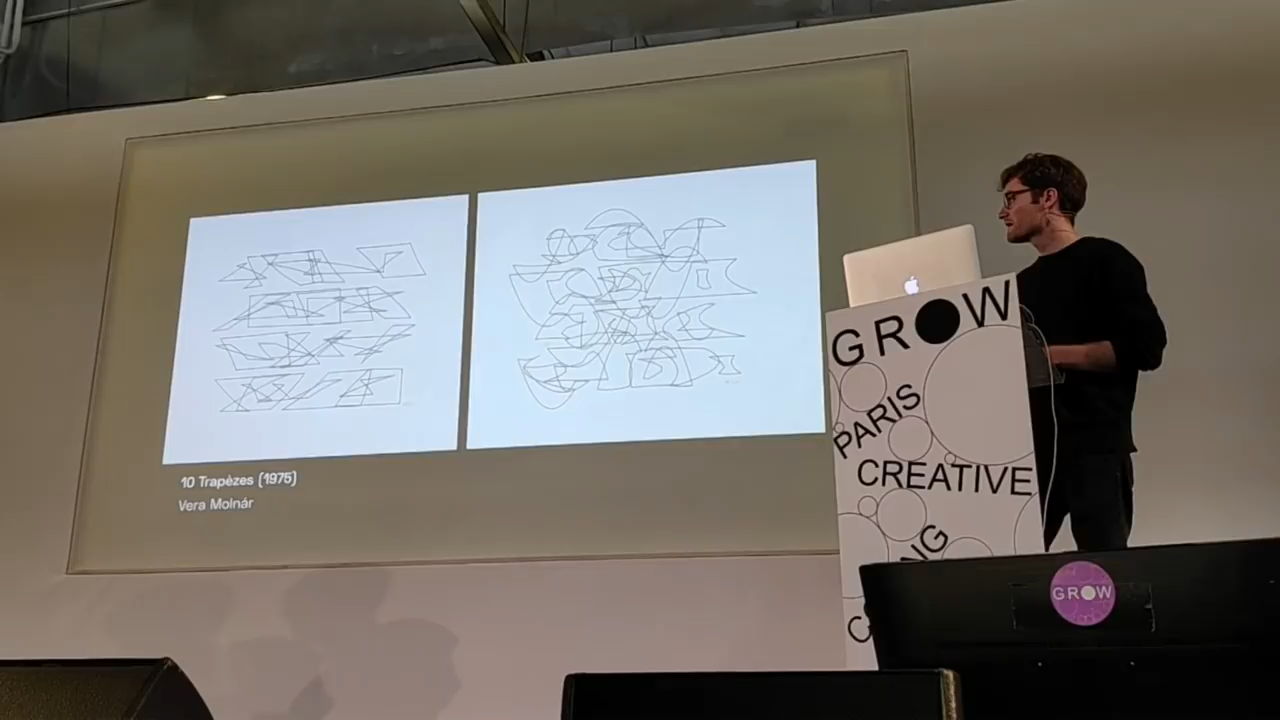 10 Trapèzes (1975)
Vera Molnár
GROW
PARIS
CREATIVE
GROW